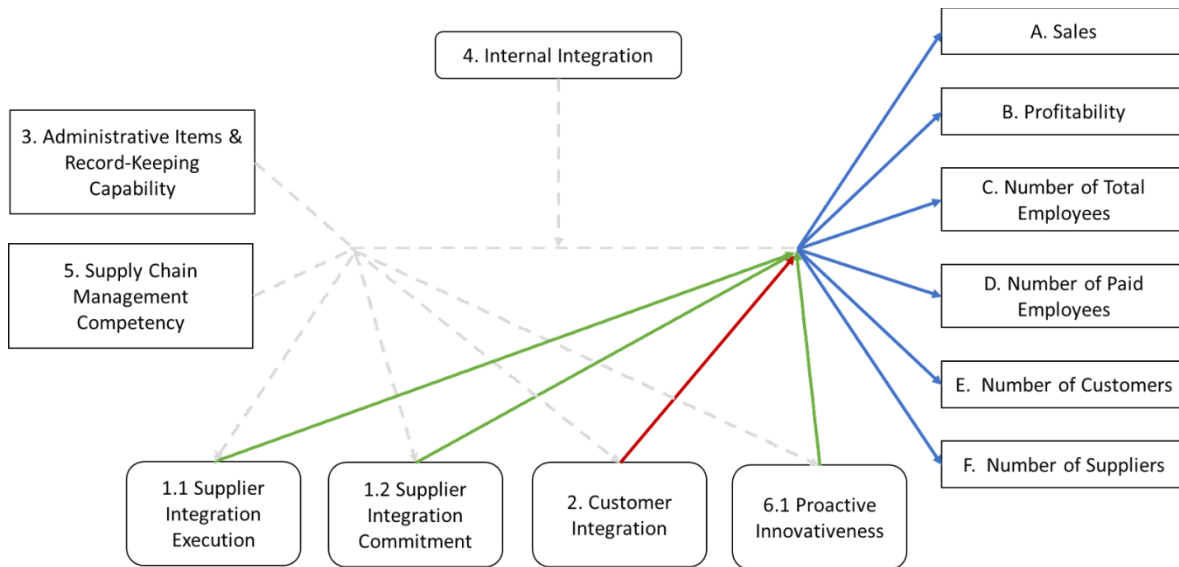 4. Internal Integration
3. Administrative Items &
Record-Keeping
Capability
5. Supply Chain
Management
Competency
1.1 Supplier
Integration
Execution
1.2 Supplier
Integration
Commitment
2. Customer
Integration
6.1 Proactive
Innovativeness
A. Sales
B. Profitability
C. Number of Total
Employees
D. Number of Paid
Employees
E.  Number of Customers
F.  Number of Suppliers